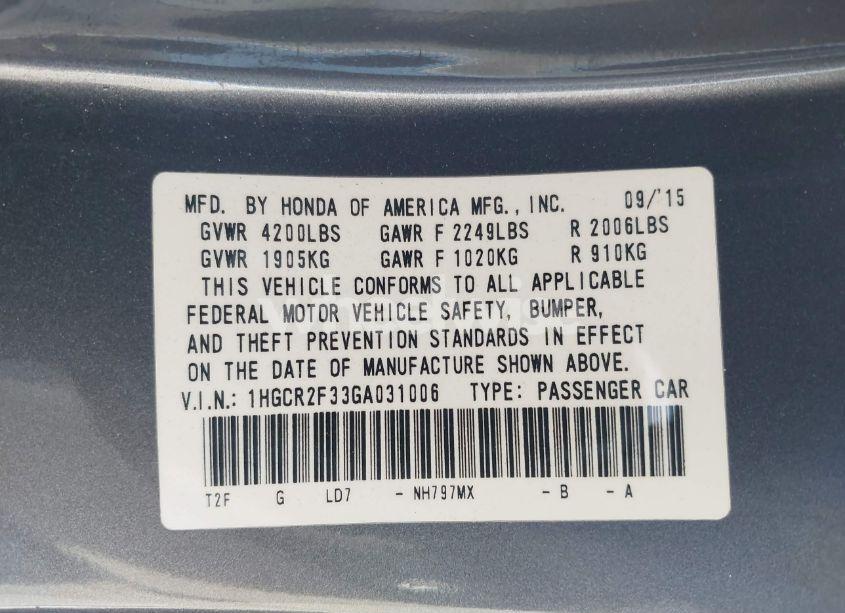 MFD. BY HONDA OF AMERICA MFG., INC. 09/'15
GVWR 4200LBS GAWR F 2249LBS R 2006LBS
GVWR 1905KG GAWR F 1020KG R 910KG
THIS VEHICLE CONFORMS TO ALL APPLICABLE
FEDERAL MOTOR VEHICLE SAFETY, BUMPER,
AND THEFT PREVENTION STANDARDS IN EFFECT
ON THE DATE OF MANUFACTURE SHOWN ABOVE.
V.I.N.: 1HGCR2F33GA031006 TYPE: PASSENGER CAR
T2F G LD7 - NH797MX - B - A